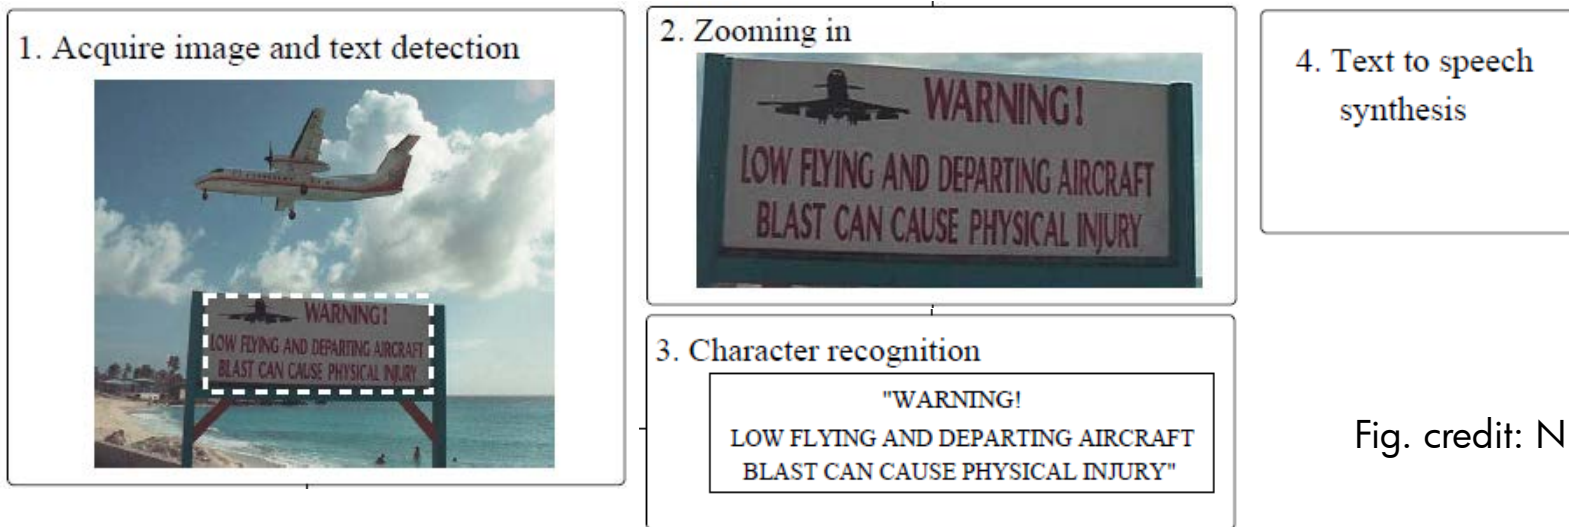 1. Acquire image and text detection
WARNING!
LOW FLYING AND DEPARTING AIRCRAFT
BLAST CAN CAUSE PHYSICAL INJURY
2. Zooming in
WARNING!
LOW FLYING AND DEPARTING AIRCRAFT
BLAST CAN CAUSE PHYSICAL INJURY
3. Character recognition
"WARNING!
LOW FLYING AND DEPARTING AIRCRAFT
BLAST CAN CAUSE PHYSICAL INJURY"
4. Text to speech
synthesis
Fig. credit: N